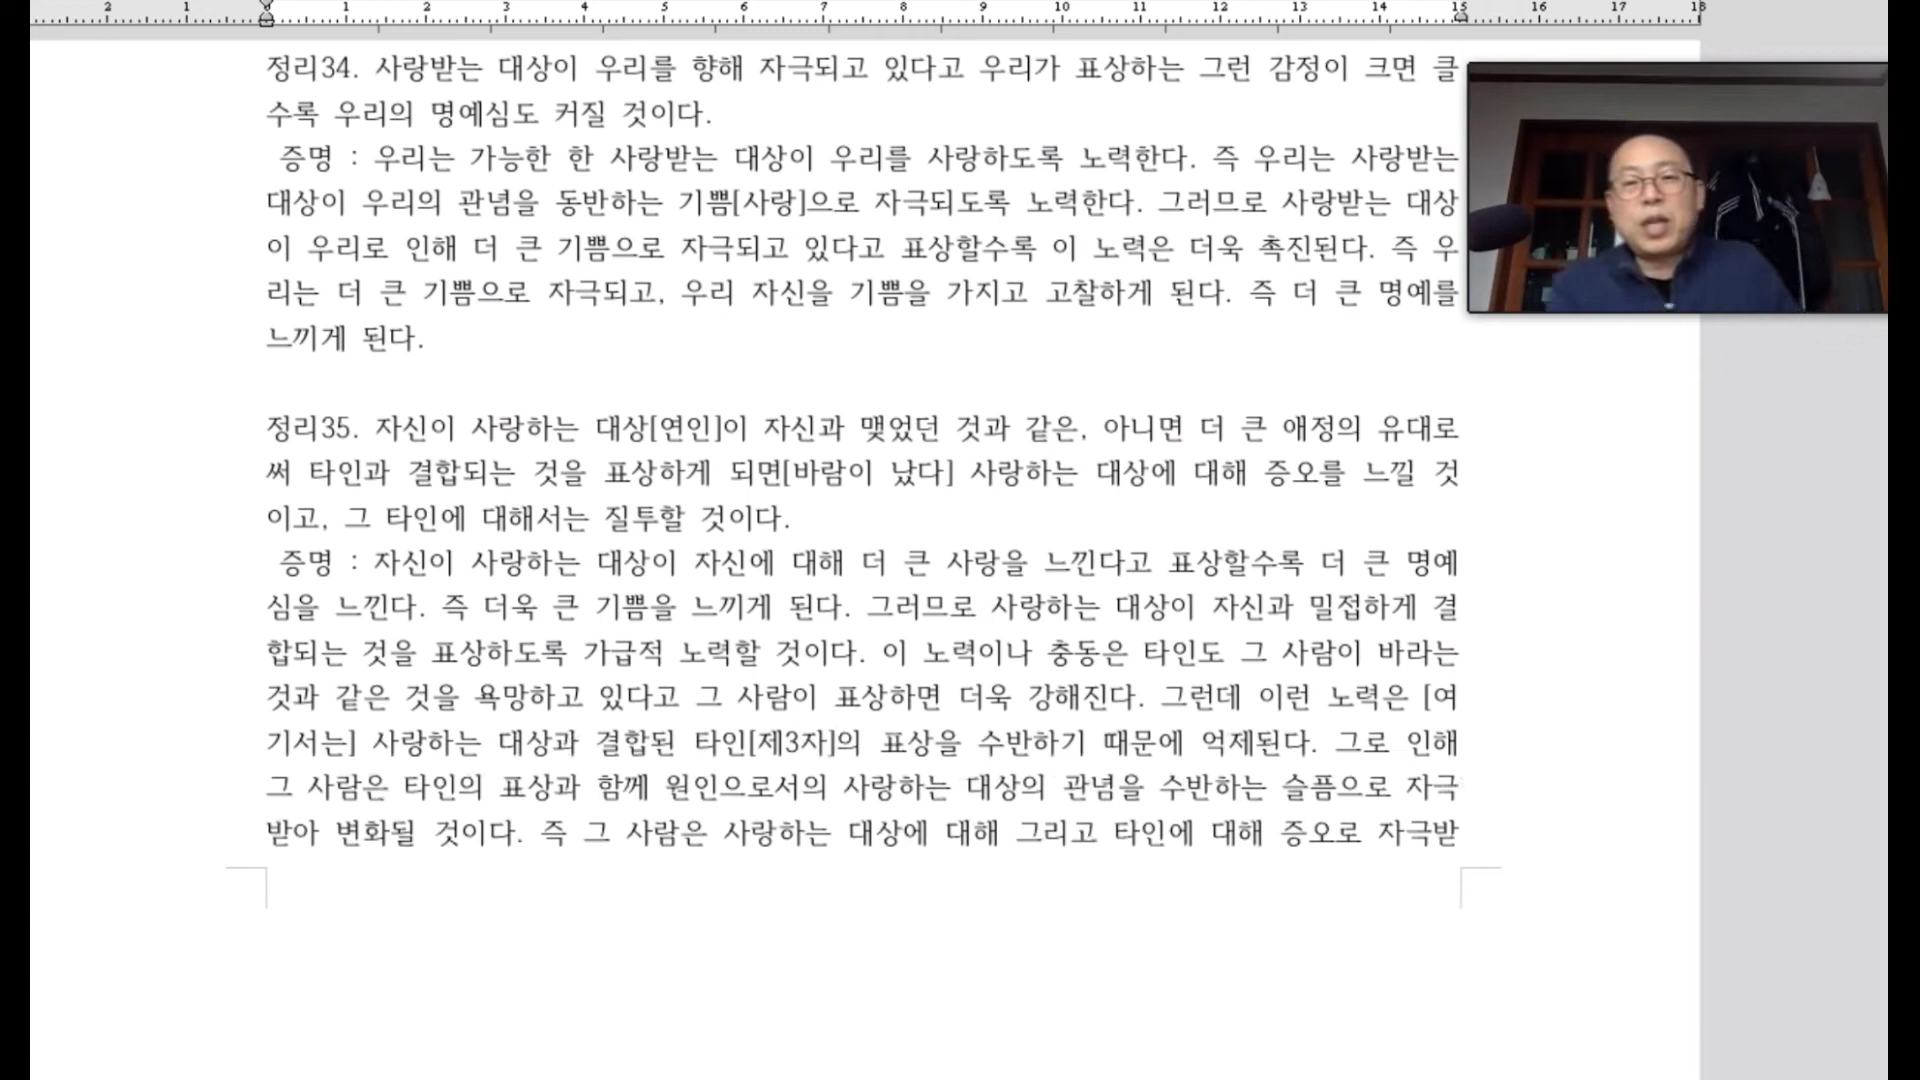 2 1 1 2 3 4 5 6 7 8 9 10 11 12 13 14 15 16 17 18
정리34. 사랑받는 대상이 우리를 향해 자극되고 있다고 우리가 표상하는 그런 감정이 크면 클
수록 우리의 명예심도 커질 것이다.
증명 : 우리는 가능한 한 사랑받는 대상이 우리를 사랑하도록 노력한다. 즉 우리는 사랑받는
대상이 우리의 관념을 동반하는 기쁨[사랑]으로 자극되도록 노력한다. 그러므로 사랑받는 대상
이 우리로 인해 더 큰 기쁨으로 자극되고 있다고 표상할수록 이 노력은 더욱 촉진된다. 즉 우
리는 더 큰 기쁨으로 자극되고, 우리 자신을 기쁨을 가지고 고찰하게 된다. 즉 더 큰 명예를
느끼게 된다.
정리35. 자신이 사랑하는 대상[연인]이 자신과 맺었던 것과 같은, 아니면 더 큰 애정의 유대로
써 타인과 결합되는 것을 표상하게 되면[바람이 났다] 사랑하는 대상에 대해 증오를 느낄 것
이고, 그 타인에 대해서는 질투할 것이다.
증명 : 자신이 사랑하는 대상이 자신에 대해 더 큰 사랑을 느낀다고 표상할수록 더 큰 명예
심을 느낀다. 즉 더욱 큰 기쁨을 느끼게 된다. 그러므로 사랑하는 대상이 자신과 밀접하게 결
합되는 것을 표상하도록 가급적 노력할 것이다. 이 노력이나 충동은 타인도 그 사람이 바라는
것과 같은 것을 욕망하고 있다고 그 사람이 표상하면 더욱 강해진다. 그런데 이런 노력은 [여
기서는] 사랑하는 대상과 결합된 타인[제3자]의 표상을 수반하기 때문에 억제된다. 그로 인해
그 사람은 타인의 표상과 함께 원인으로서의 사랑하는 대상의 관념을 수반하는 슬픔으로 자극
받아 변화될 것이다. 즉 그 사람은 사랑하는 대상에 대해 그리고 타인에 대해 증오로 자극받